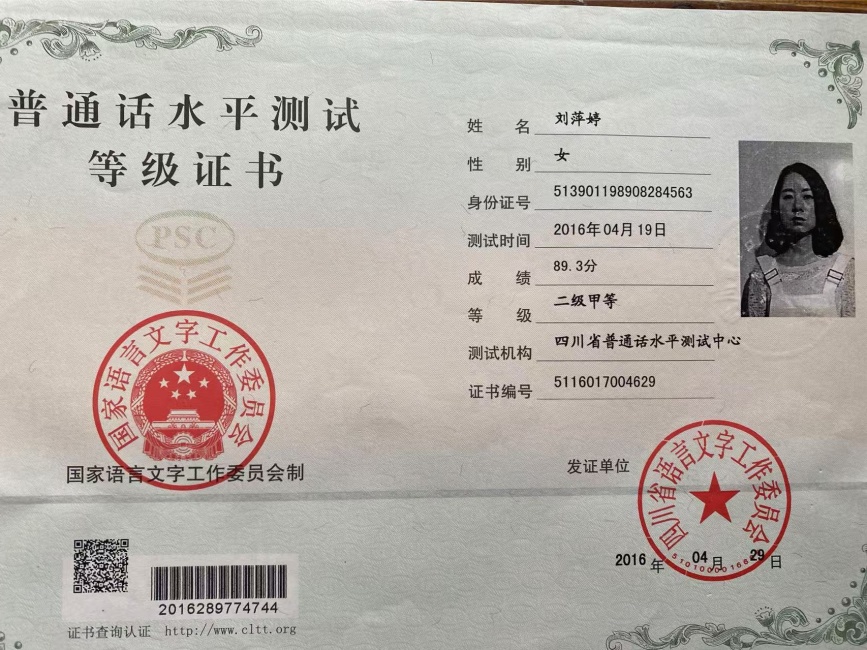 普通话水平测试
等级证书
PSC
国家语言文字工作委员会
国家语言文字工作委员会制
2016289774744
证书查询认证 http://www.cltt.org
姓 名 刘萍婷
性 别 女
身份证号 513901198908284563
测试时间 2016年04月19日
成 绩 89.3分
等 级 二级甲等
测试机构 四川省普通话水平测试中心
证书编号 5116017004629
发证单位
四川省语言文字工作委员会
2016年 04月 29日